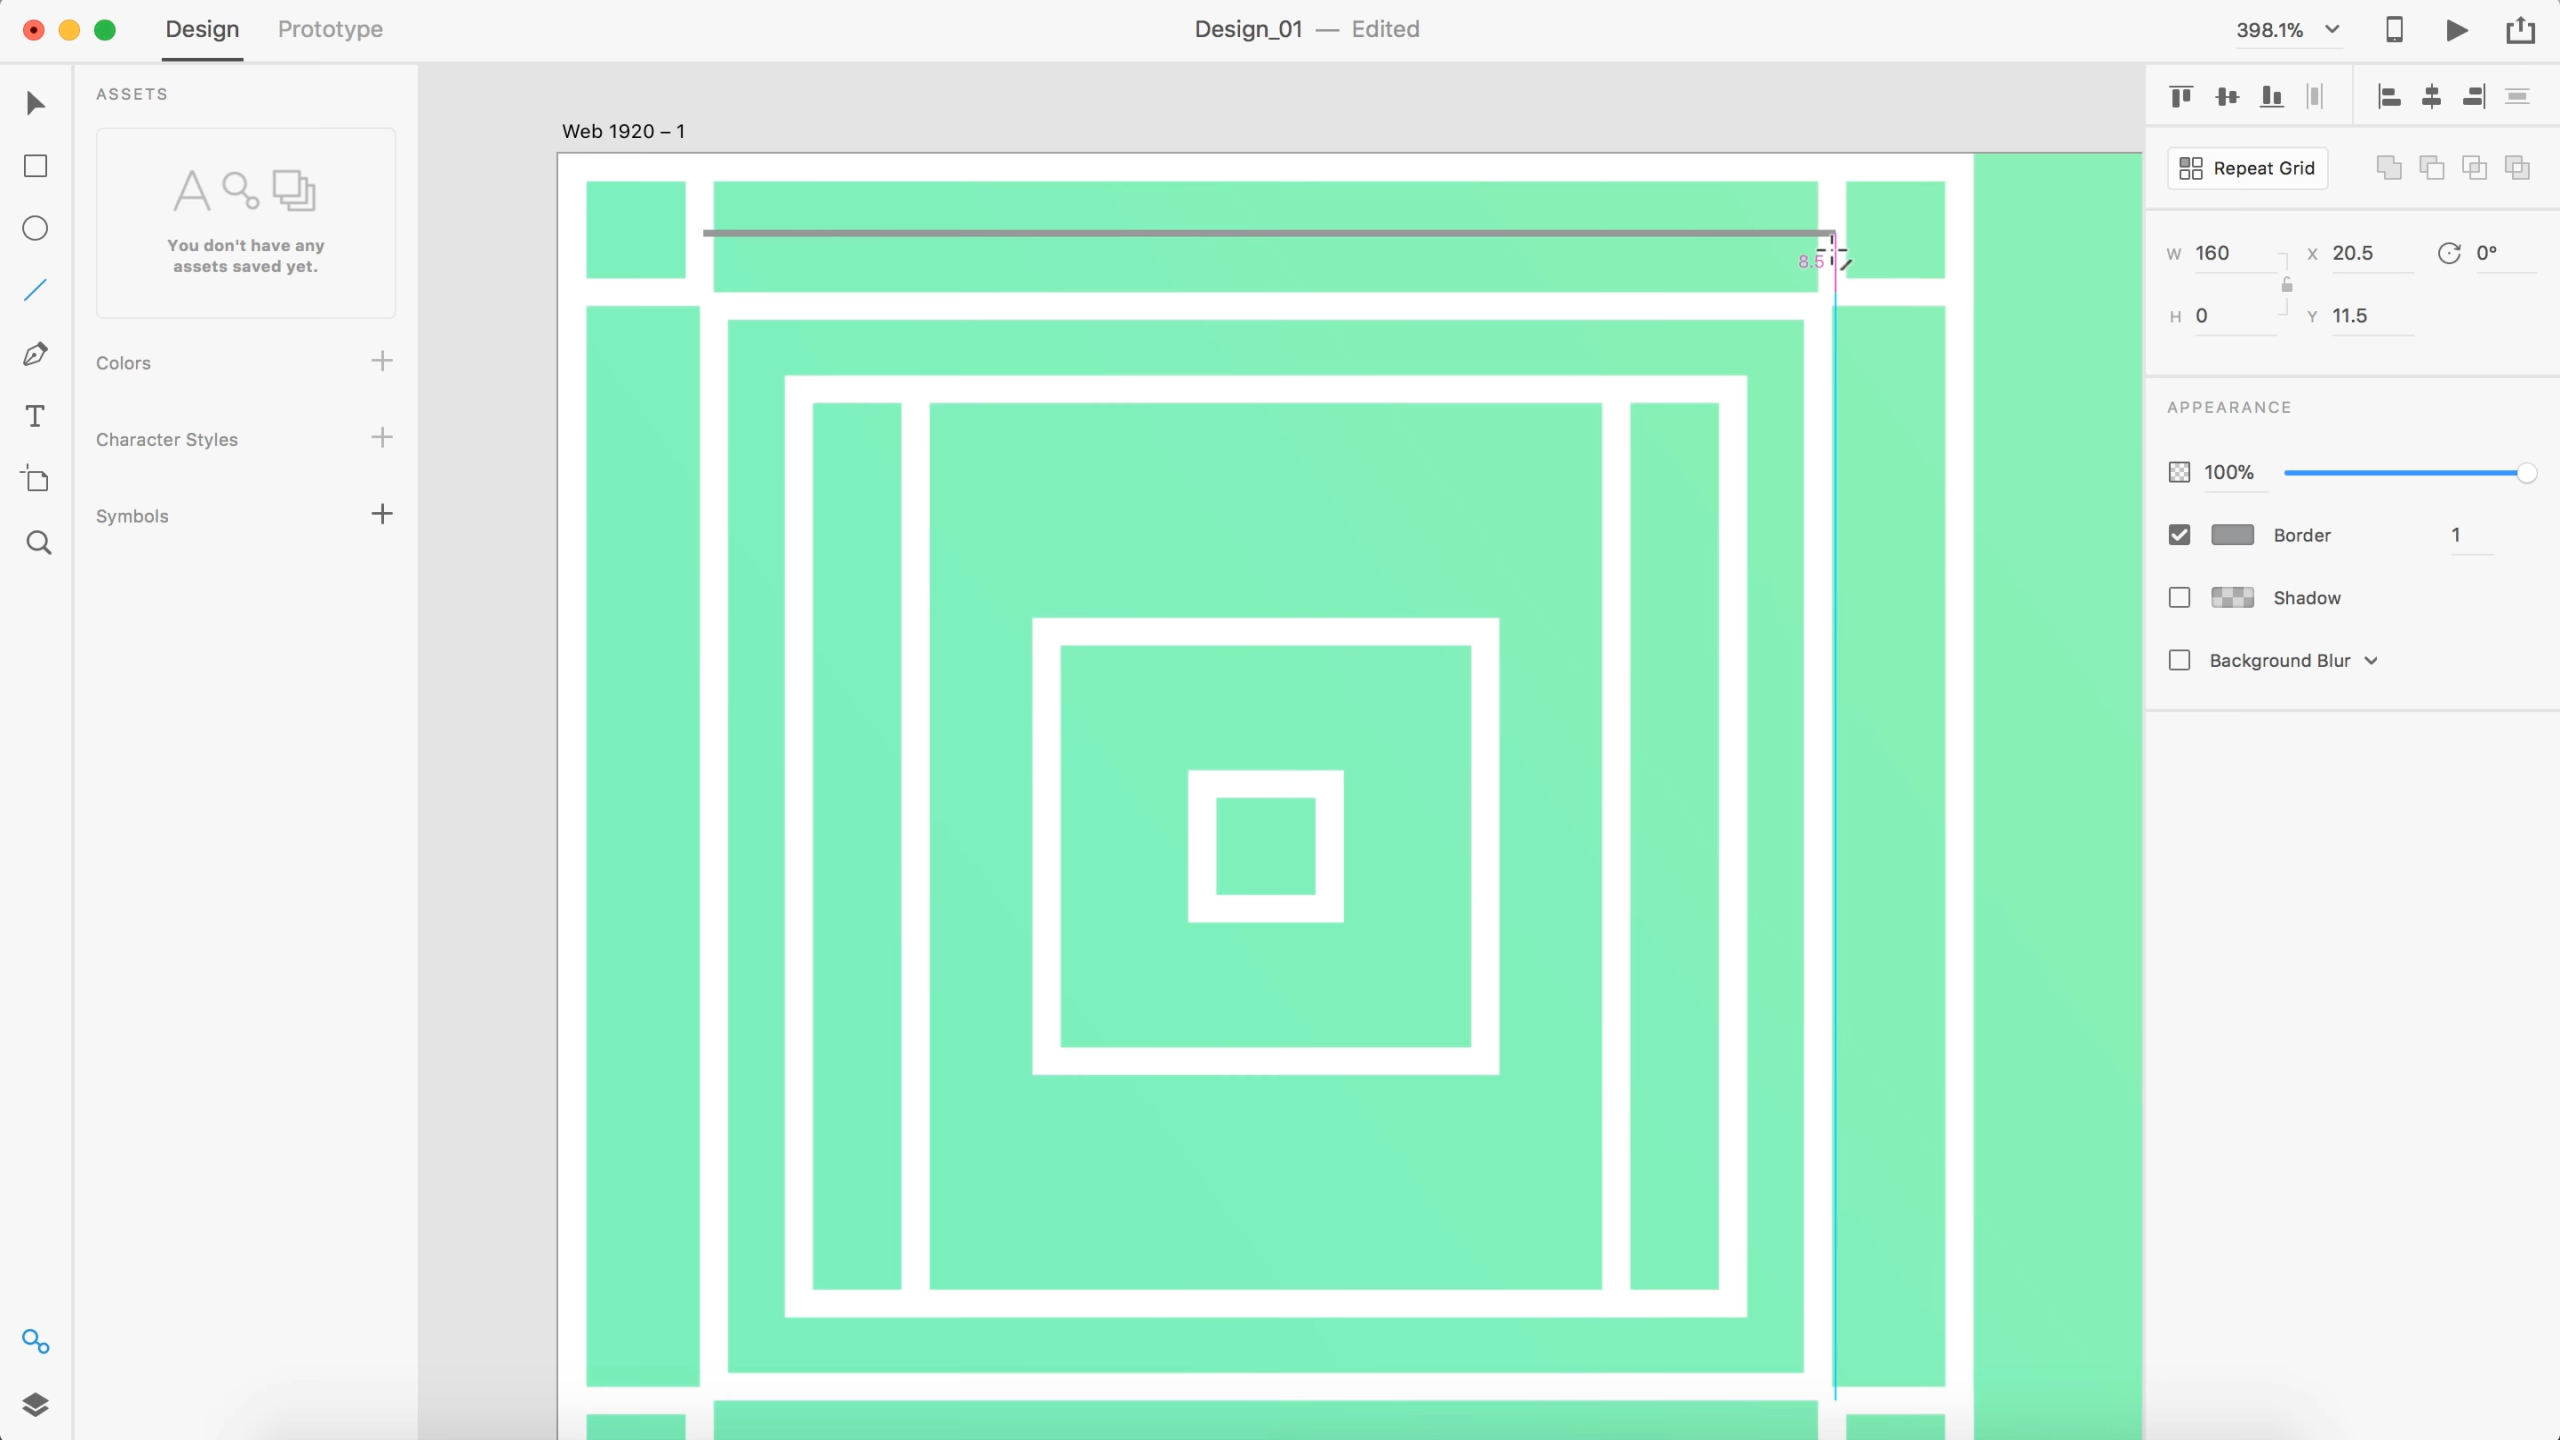 Design
Prototype
Design_01 — Edited
398.1%
ASSETS
You don't have any
assets saved yet.
Colors
Character Styles
Symbols
Web 1920 – 1
8.5
Repeat Grid
W 160
X 20.5
0°
H 0
Y 11.5
APPEARANCE
100%
Border
1
Shadow
Background Blur